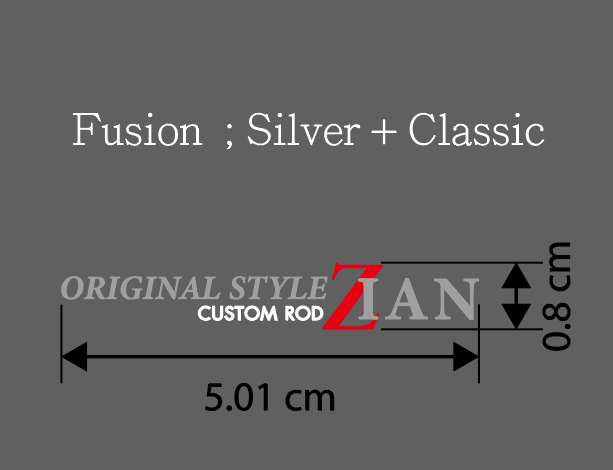 Fusion ; Silver + Classic
ORIGINAL STYLE ZIAN
CUSTOM ROD
0.8 cm
5.01 cm